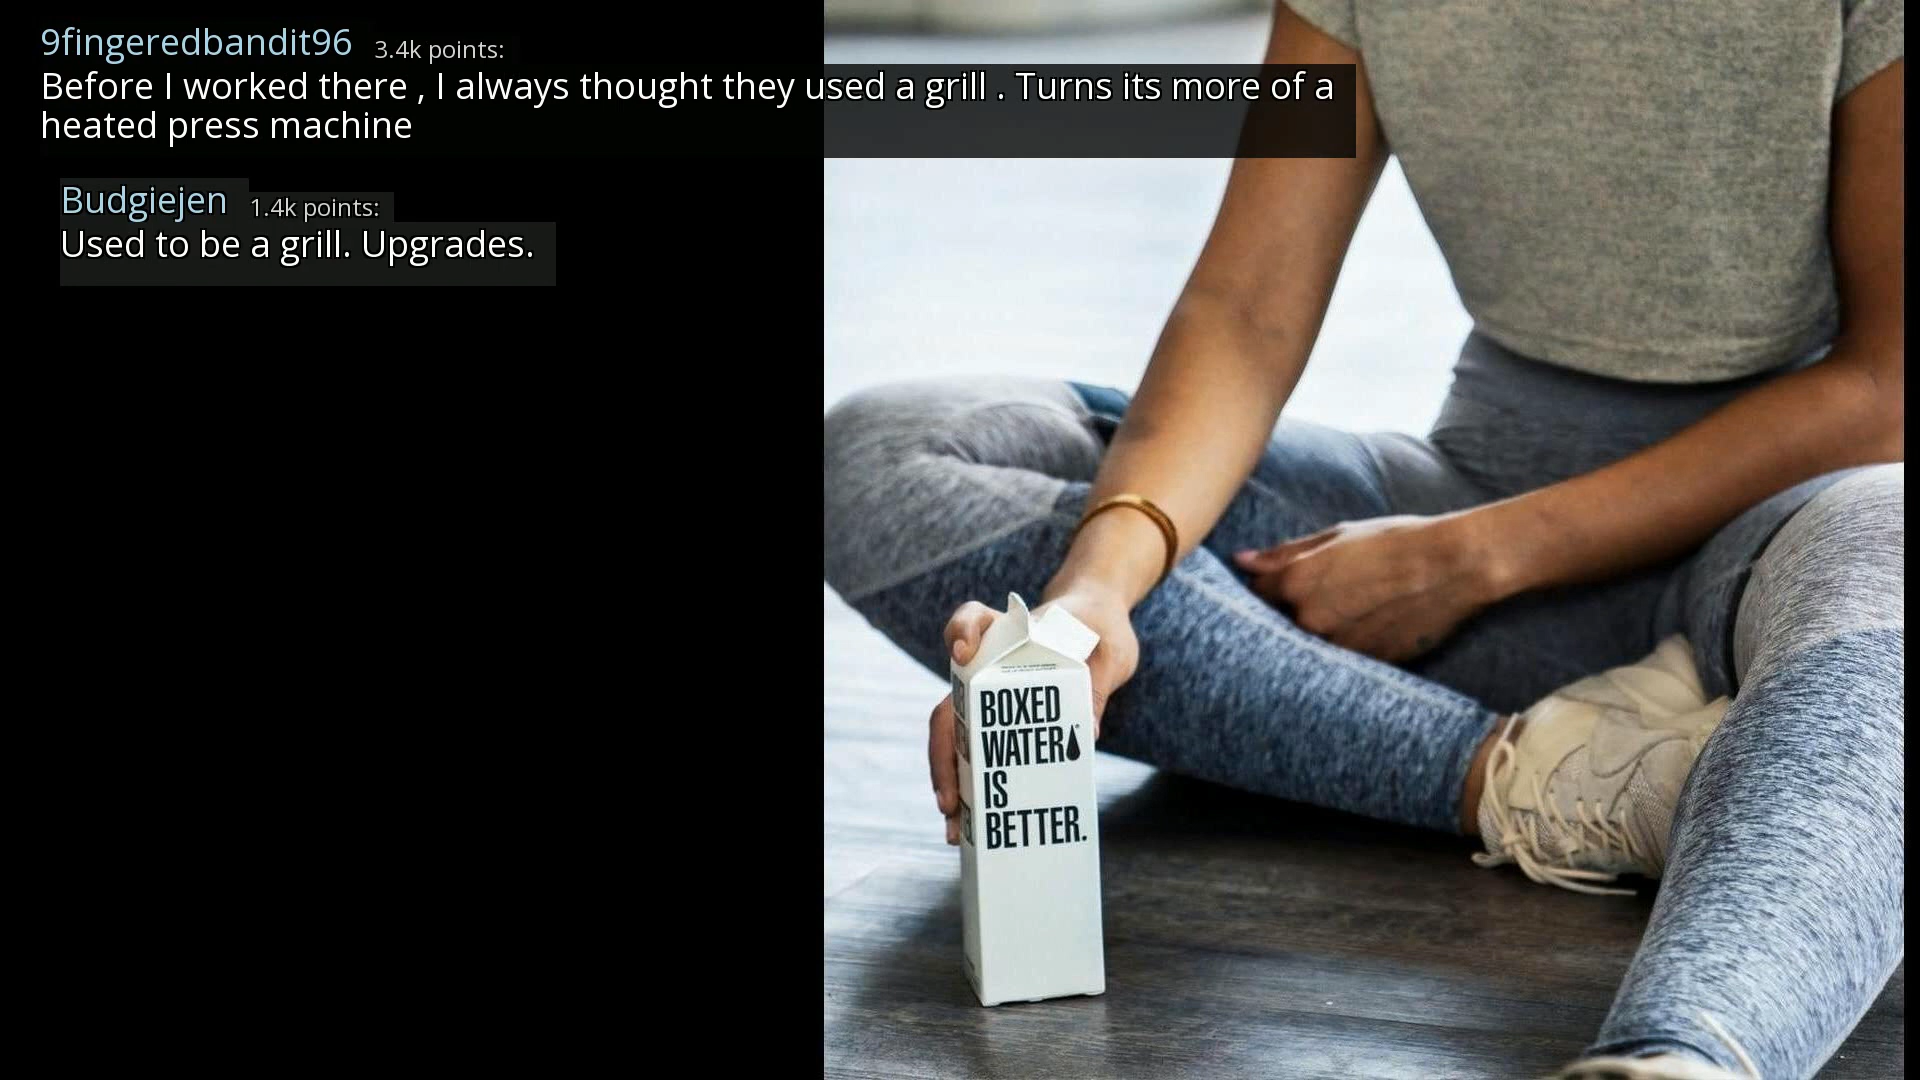 9fingeredbandit96 3.4k points:
Before I worked there , I always thought they used a grill . Turns its more of a
heated press machine
Budgiejen 1.4k points:
Used to be a grill. Upgrades.
BOXED
WATER
IS
BETTER.